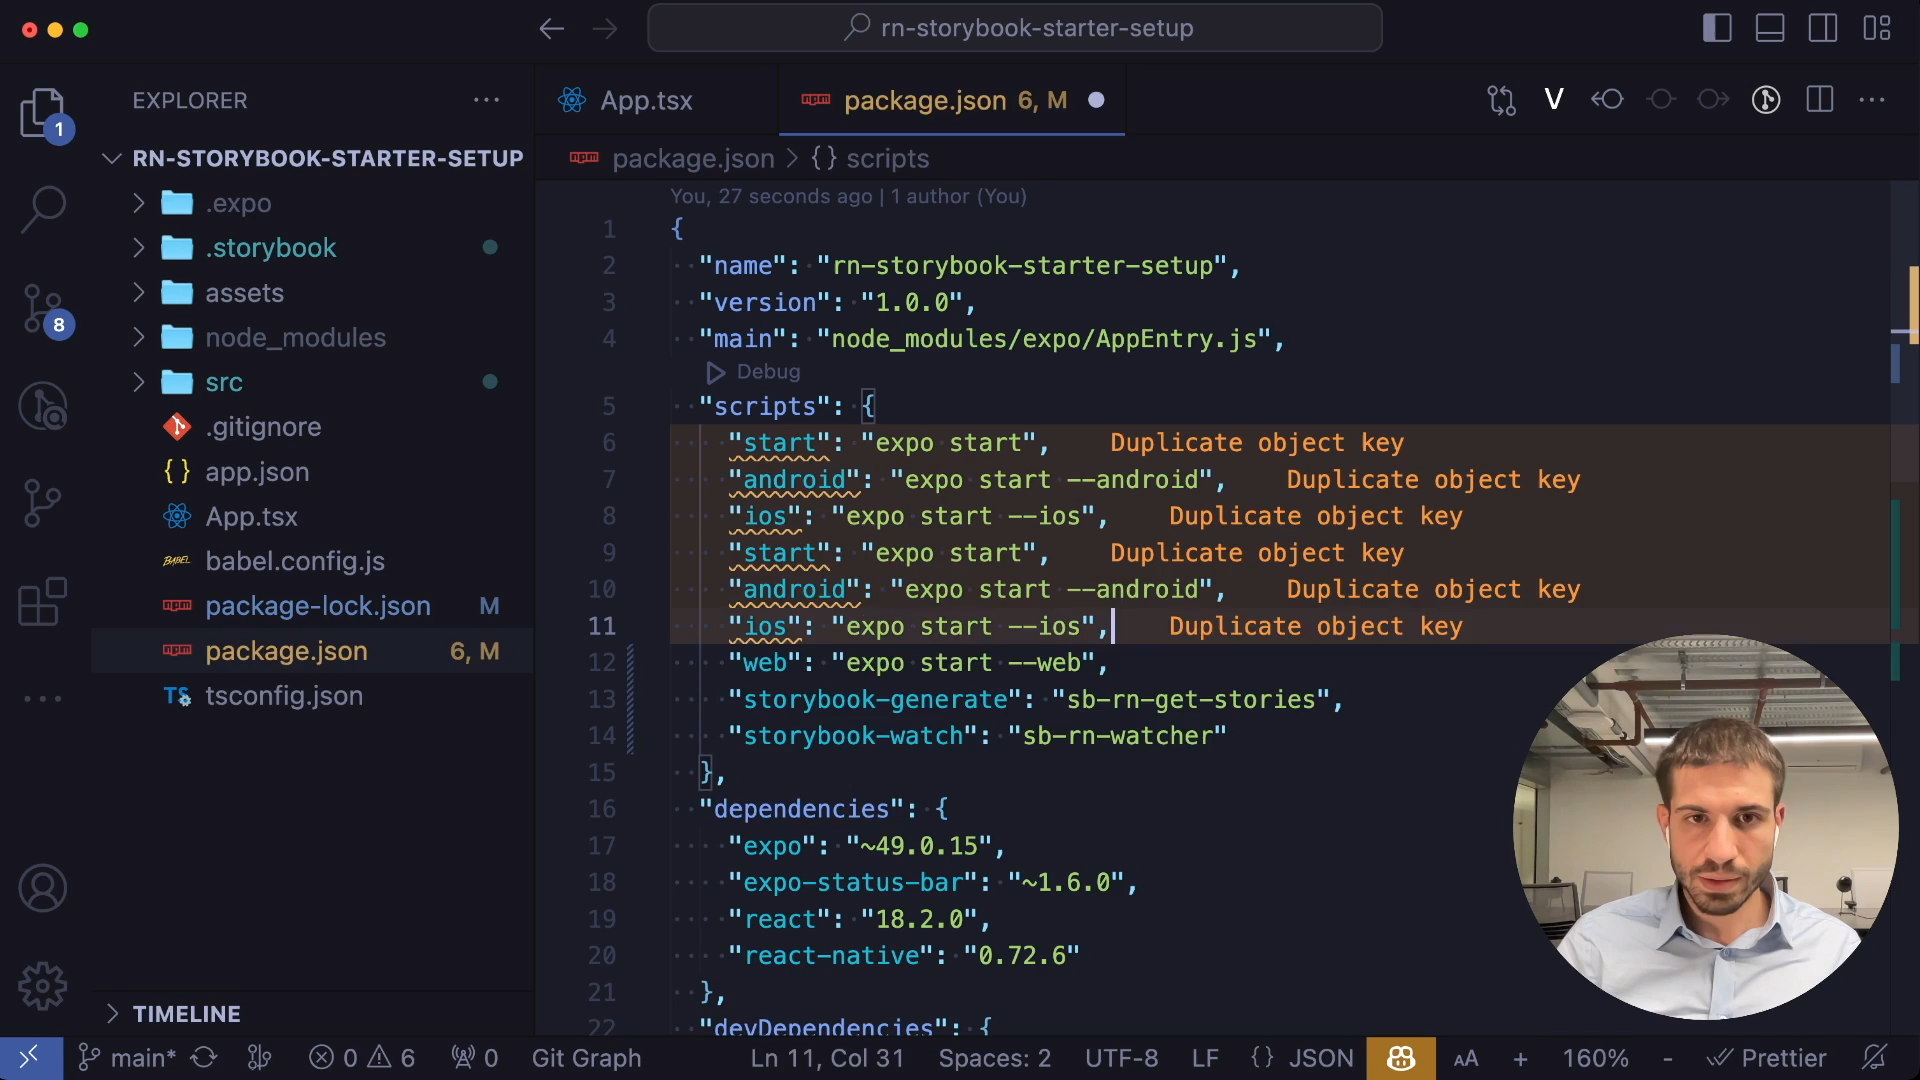 rn-storybook-starter-setup
EXPLORER
App.tsx
package.json 6, M
V
1
RN-STORYBOOK-STARTER-SETUP
package.json > {} scripts
.expo
.storybook
assets
node_modules
src
.gitignore
app.json
App.tsx
BABEL babel.config.js
package-lock.json M
package.json 6, M
TS tsconfig.json
8
You, 27 seconds ago | 1 author (You)
1 {
2 "name": "rn-storybook-starter-setup",
3 "version": "1.0.0",
4 "main": "node_modules/expo/AppEntry.js",
Debug
5 "scripts": {
6 "start": "expo start", Duplicate object key
7 "android": "expo start --android", Duplicate object key
8 "ios": "expo start --ios", Duplicate object key
9 "start": "expo start", Duplicate object key
10 "android": "expo start --android", Duplicate object key
11 "ios": "expo start --ios", Duplicate object key
12 "web": "expo start --web",
13 "storybook-generate": "sb-rn-get-stories",
14 "storybook-watch": "sb-rn-watcher"
15 },
16 "dependencies": {
17 "expo": "~49.0.15",
18 "expo-status-bar": "~1.6.0",
19 "react": "18.2.0",
20 "react-native": "0.72.6"
21 },
22 "devDependencies": {
TIMELINE
main* 0 6 0 Git Graph Ln 11, Col 31 Spaces: 2 UTF-8 LF {} JSON AA + 160% - Prettier